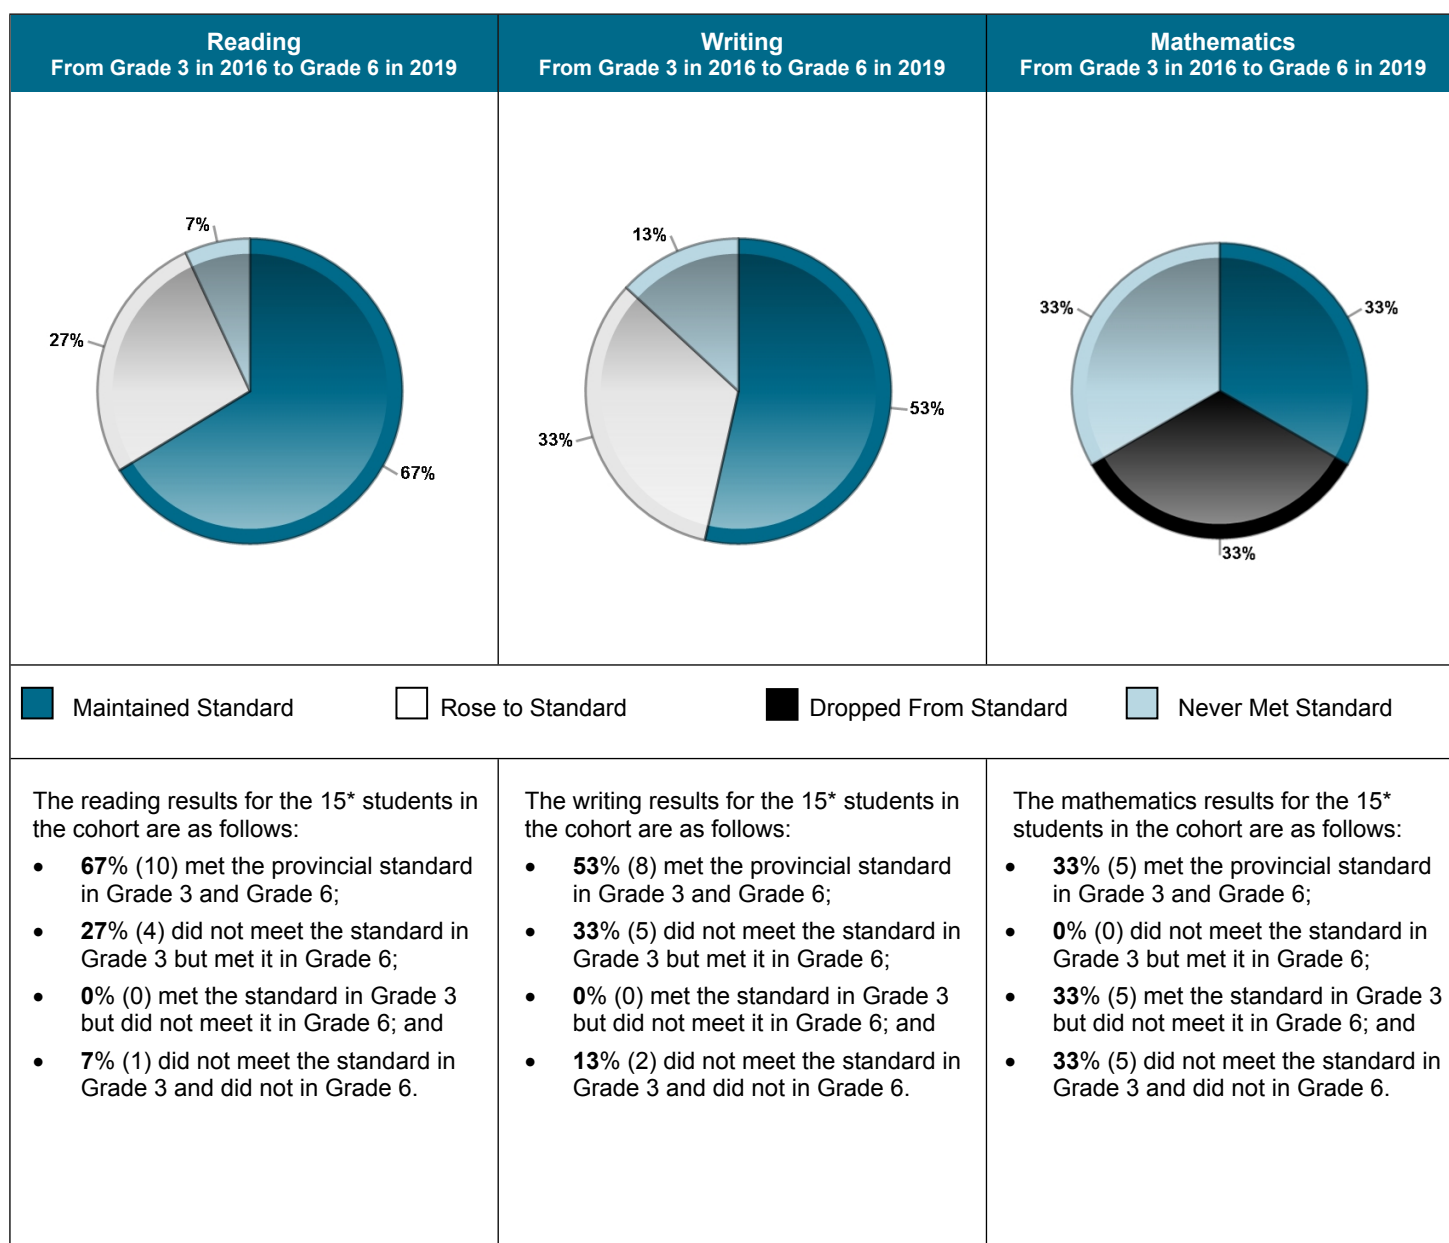 Reading
From Grade 3 in 2016 to Grade 6 in 2019
Writing
From Grade 3 in 2016 to Grade 6 in 2019
Mathematics
From Grade 3 in 2016 to Grade 6 in 2019
7%
27%
67%
13%
33%
53%
33%
33%
33%
Maintained Standard
Rose to Standard
Dropped From Standard
Never Met Standard
The reading results for the 15* students in
the cohort are as follows:
• 67% (10) met the provincial standard
in Grade 3 and Grade 6;
• 27% (4) did not meet the standard in
Grade 3 but met it in Grade 6;
• 0% (0) met the standard in Grade 3
but did not meet it in Grade 6; and
• 7% (1) did not meet the standard in
Grade 3 and did not in Grade 6.
The writing results for the 15* students in
the cohort are as follows:
• 53% (8) met the provincial standard
in Grade 3 and Grade 6;
• 33% (5) did not meet the standard in
Grade 3 but met it in Grade 6;
• 0% (0) met the standard in Grade 3
but did not meet it in Grade 6; and
• 13% (2) did not meet the standard in
Grade 3 and did not in Grade 6.
The mathematics results for the 15*
students in the cohort are as follows:
• 33% (5) met the provincial standard
in Grade 3 and Grade 6;
• 0% (0) did not meet the standard in
Grade 3 but met it in Grade 6;
• 33% (5) met the standard in Grade 3
but did not meet it in Grade 6; and
• 33% (5) did not meet the standard in
Grade 3 and did not in Grade 6.